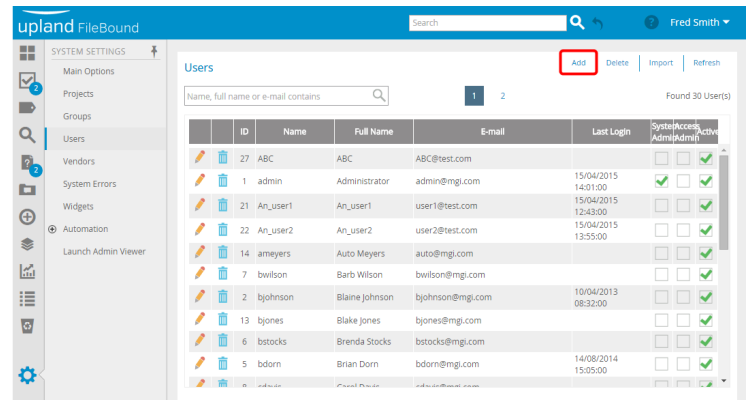 upland FileBound
Search
Fred Smith
SYSTEM SETTINGS
Main Options
Projects
Groups
Users
Vendors
System Errors
Widgets
Automation
Launch Admin Viewer
2
2
Users
Add Delete Import Refresh
Name, full name or e-mail contains
1 2
Found 30 User(s)
ID Name Full Name E-mail Last Login System Admin Access Admin Active
27 ABC ABC ABC@test.com
1 admin Administrator admin@mgi.com 15/04/2015 14:01:00
21 An_user1 An_user1 user1@test.com 15/04/2015 12:43:00
22 An_user2 An_user2 user2@test.com 15/04/2015 13:55:00
14 ameyers Auto Meyers auto@mgi.com
7 bwilson Barb Wilson bwilson@mgi.com
2 bjohnson Blaine Johnson bjohnson@mgi.com 10/04/2013 08:32:00
13 bjones Blake Jones bjones@mgi.com
6 bstocks Brenda Stocks bstocks@mgi.com
5 bdorn Brian Dorn bdorn@mgi.com 14/08/2014 15:05:00